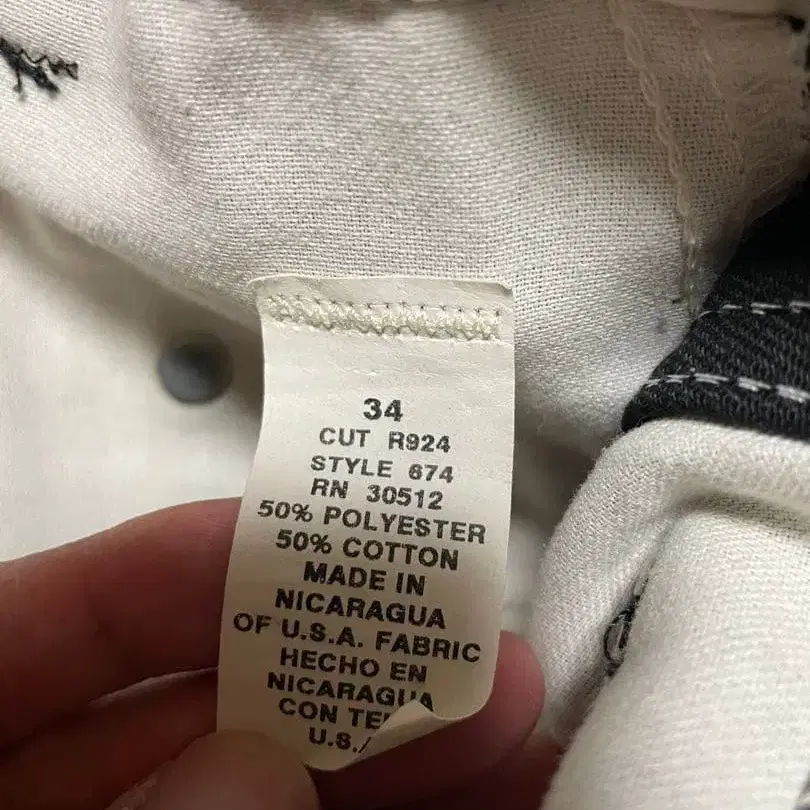 34
CUT R924
STYLE 674
RN 30512
50% POLYESTER
50% COTTON
MADE IN
NICARAGUA
OF U.S.A. FABRIC
HECHO EN
NICARAGUA
CON